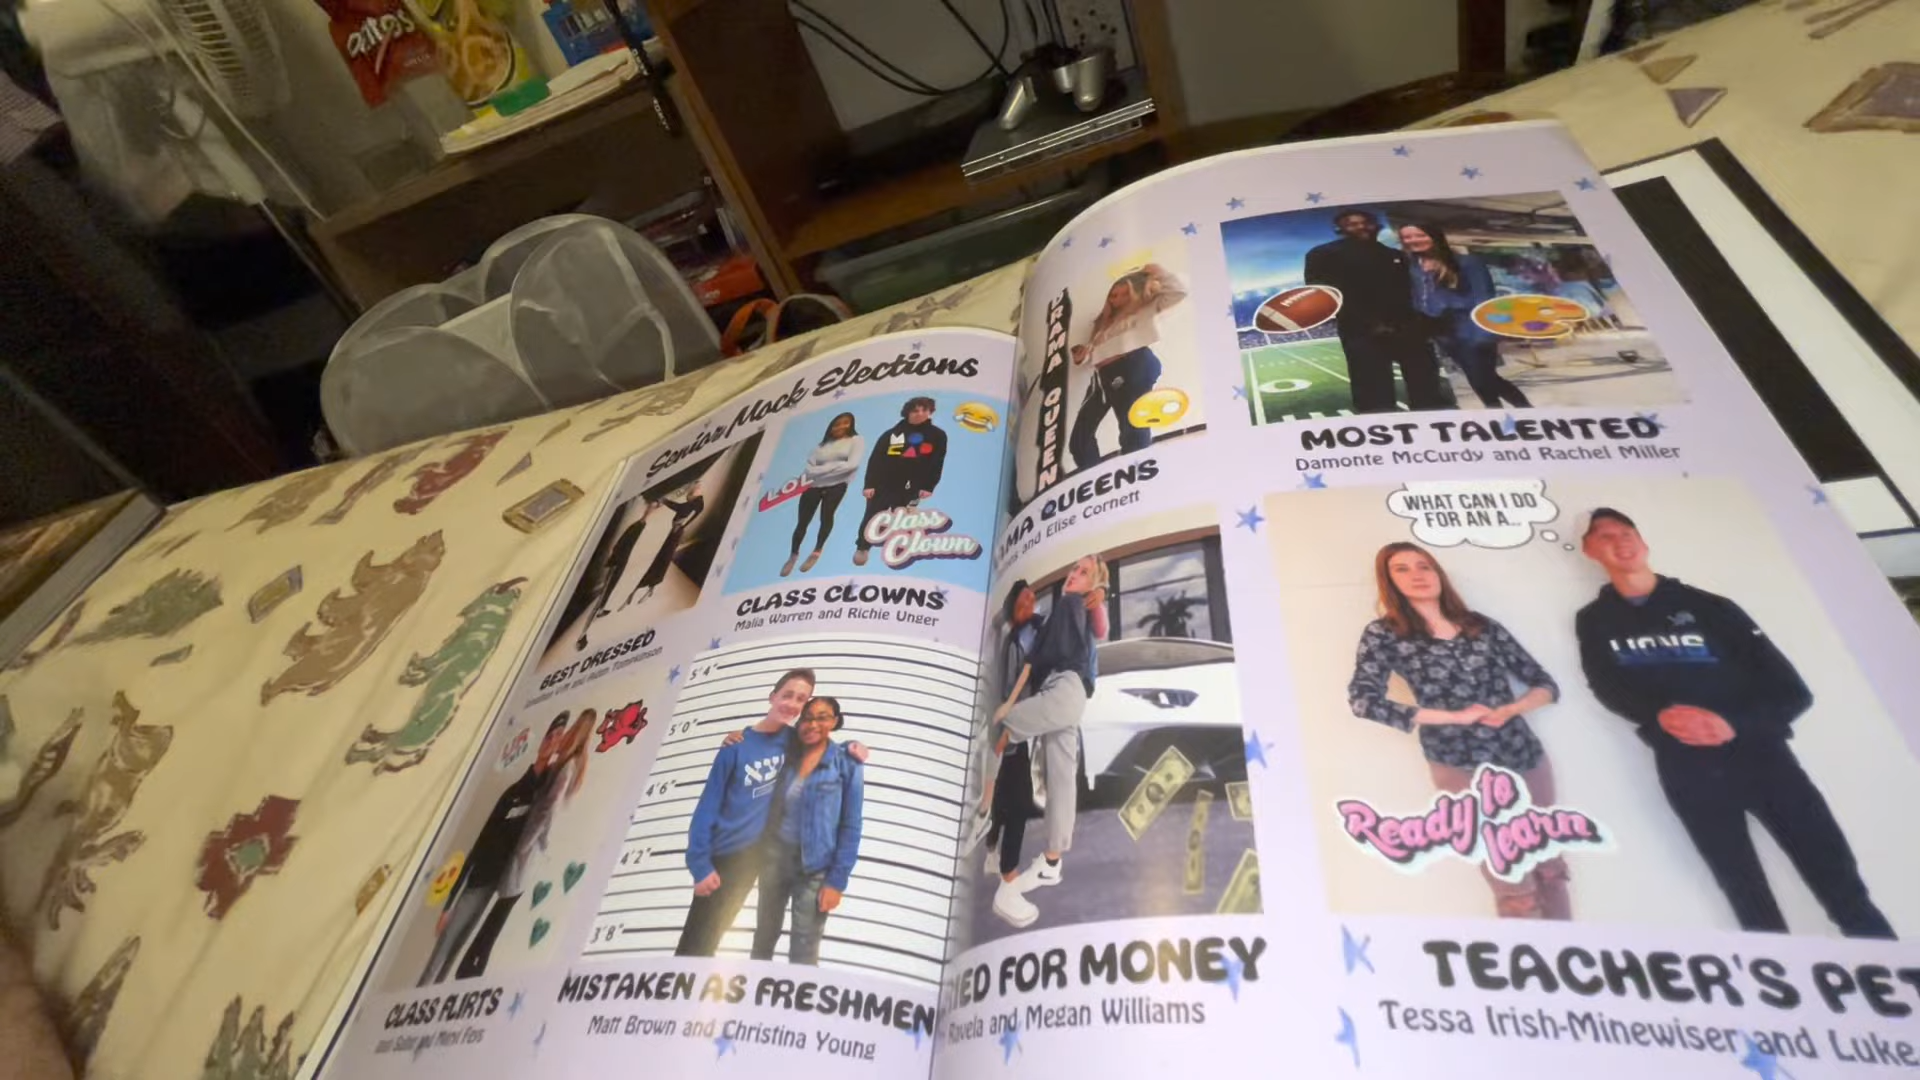 Senior Mock Elections
BEST DRESSED
LOL
Class
Clown
CLASS CLOWNS
Malia Warren and Richie Unger
CLASS FLIRTS
5'4"
5'0"
4'6"
4'2"
3'8"
MISTAKEN AS FRESHMEN
Matt Brown and Christina Young
DRAMA QUEEN
QUEENS
and Elise Cornett
MOST TALENTED
Damonte McCurdy and Rachel Miller
FOR MONEY
and Megan Williams
WHAT CAN I DO
FOR AN A...
LIONS
Ready to
learn
TEACHER'S PET
Tessa Irish-Minewiser and Luke